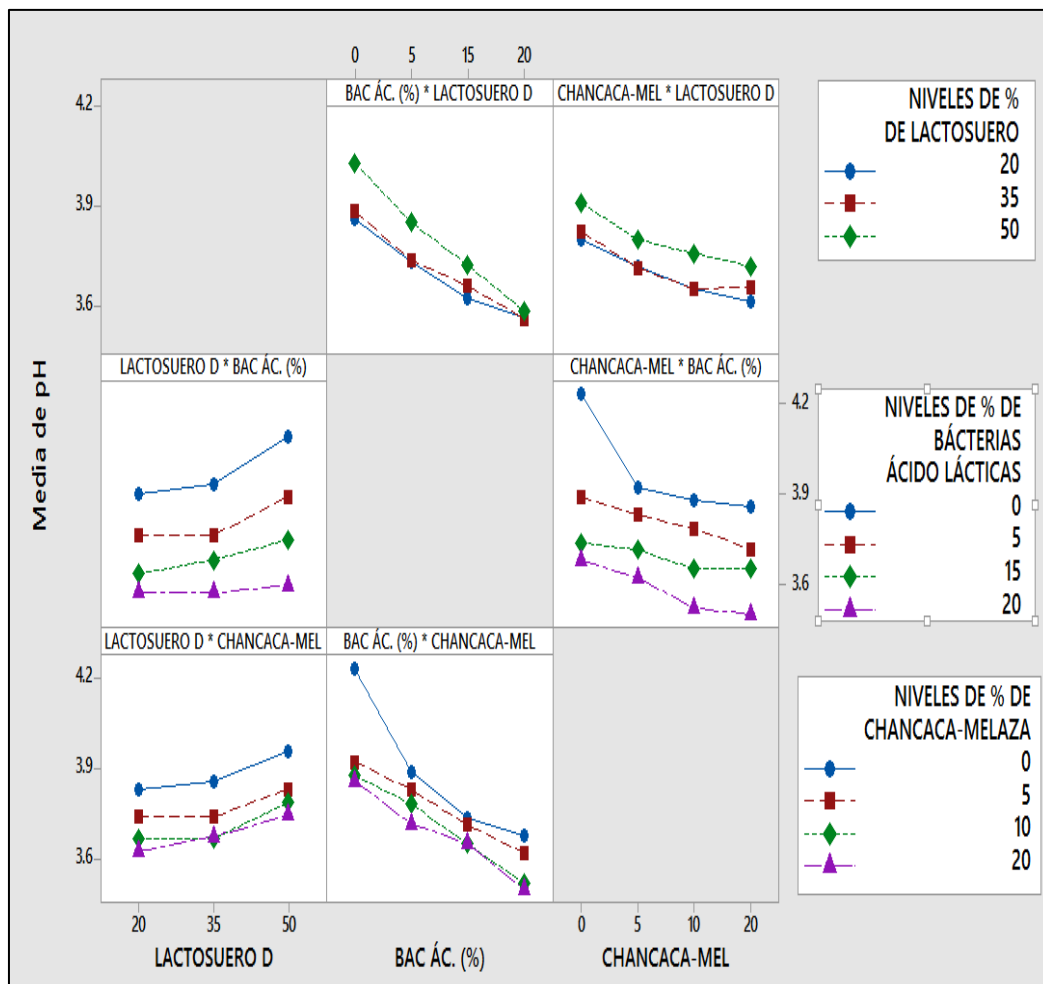 0 5 15 20
BAC ÁC. (%) * LACTOSUERO D
CHANCACA-MEL * LACTOSUERO D
4.2
3.9
3.6
NIVELES DE %
DE LACTOSUERO
20
35
50
Media de pH
LACTOSUERO D * BAC ÁC. (%)
CHANCACA-MEL * BAC ÁC. (%)
4.2
3.9
3.6
NIVELES DE % DE
BÁCTERIAS
ÁCIDO LÁCTICAS
0
5
15
20
LACTOSUERO D * CHANCACA-MEL
BAC ÁC. (%) * CHANCACA-MEL
4.2
3.9
3.6
NIVELES DE % DE
CHANCACA-MELAZA
0
5
10
20
20 35 50
0 5 10 20
LACTOSUERO D
BAC ÁC. (%)
CHANCACA-MEL